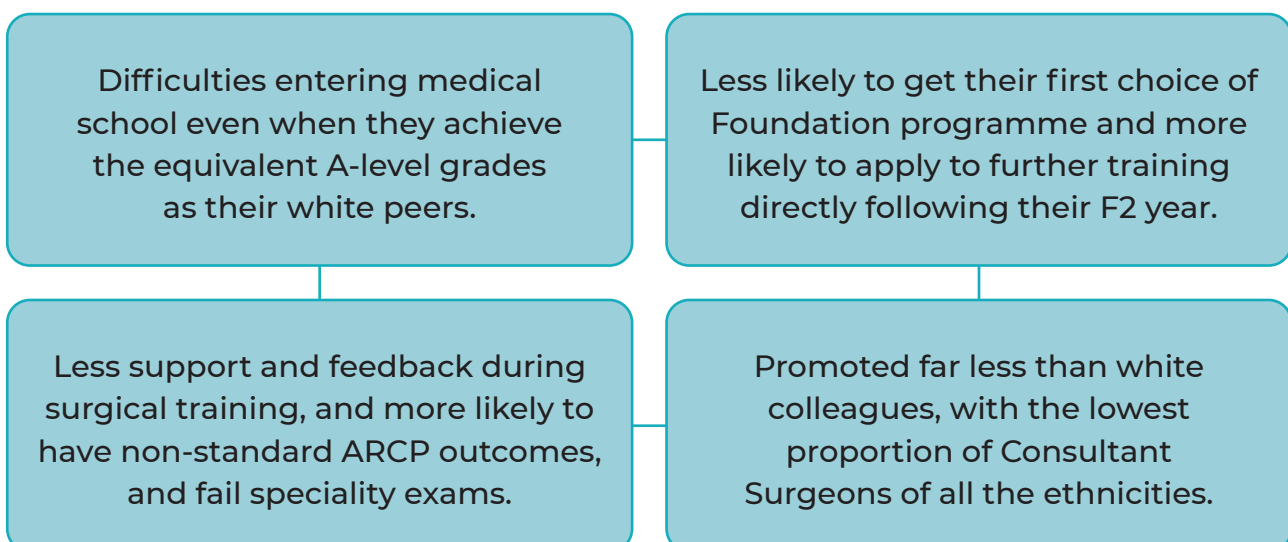 Difficulties entering medical
school even when they achieve
the equivalent A-level grades
as their white peers.
Less likely to get their first choice of
Foundation programme and more
likely to apply to further training
directly following their F2 year.
Less support and feedback during
surgical training, and more likely to
have non-standard ARCP outcomes,
and fail speciality exams.
Promoted far less than white
colleagues, with the lowest
proportion of Consultant
Surgeons of all the ethnicities.